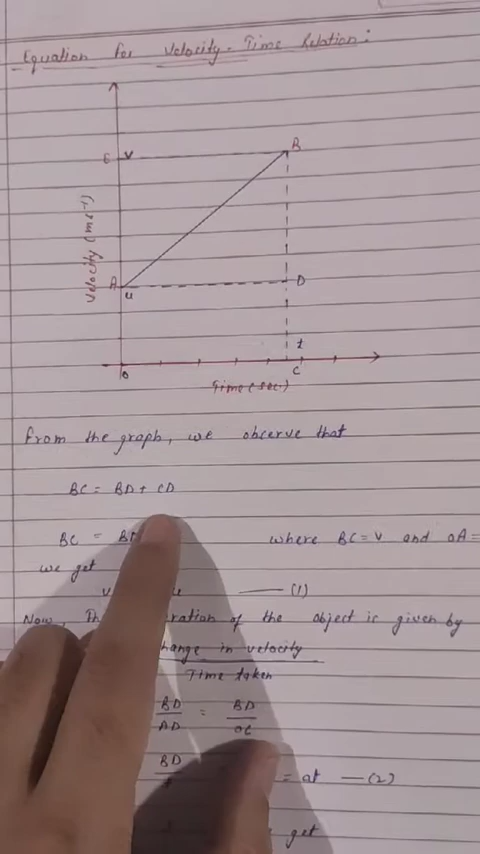 Equation for Velocity-Time Relation:
E V
B
Velocity (ms-1)
A
u
D
t
O
C
Time (sec)
From the graph, we observe that
BC = BD + CD
BC = where BC = v and OA =
we get
(1)
Now, of the object is given by
in velocity
Time taken
BD BD
AD = OC
BD
= at (2)
get